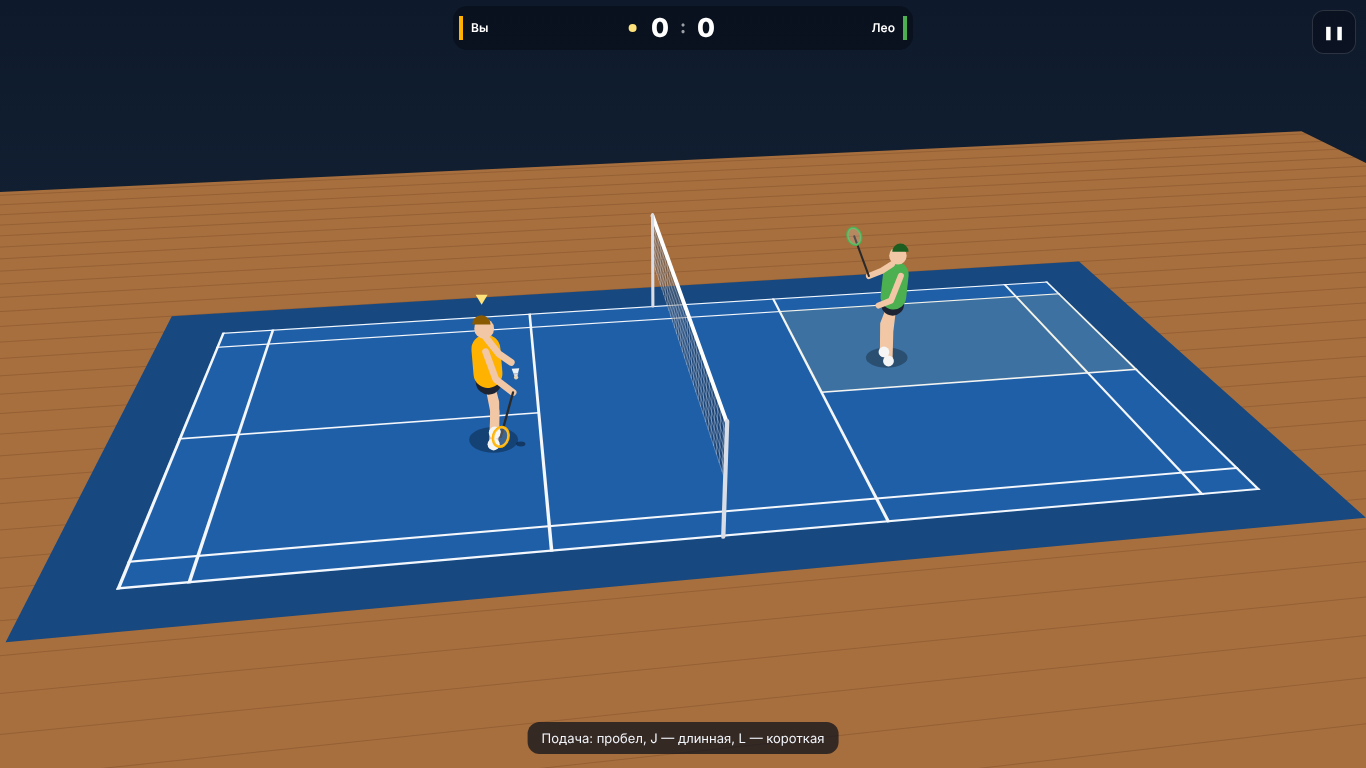 Вы 0 : 0 Лео
Подача: пробел, J — длинная, L — короткая